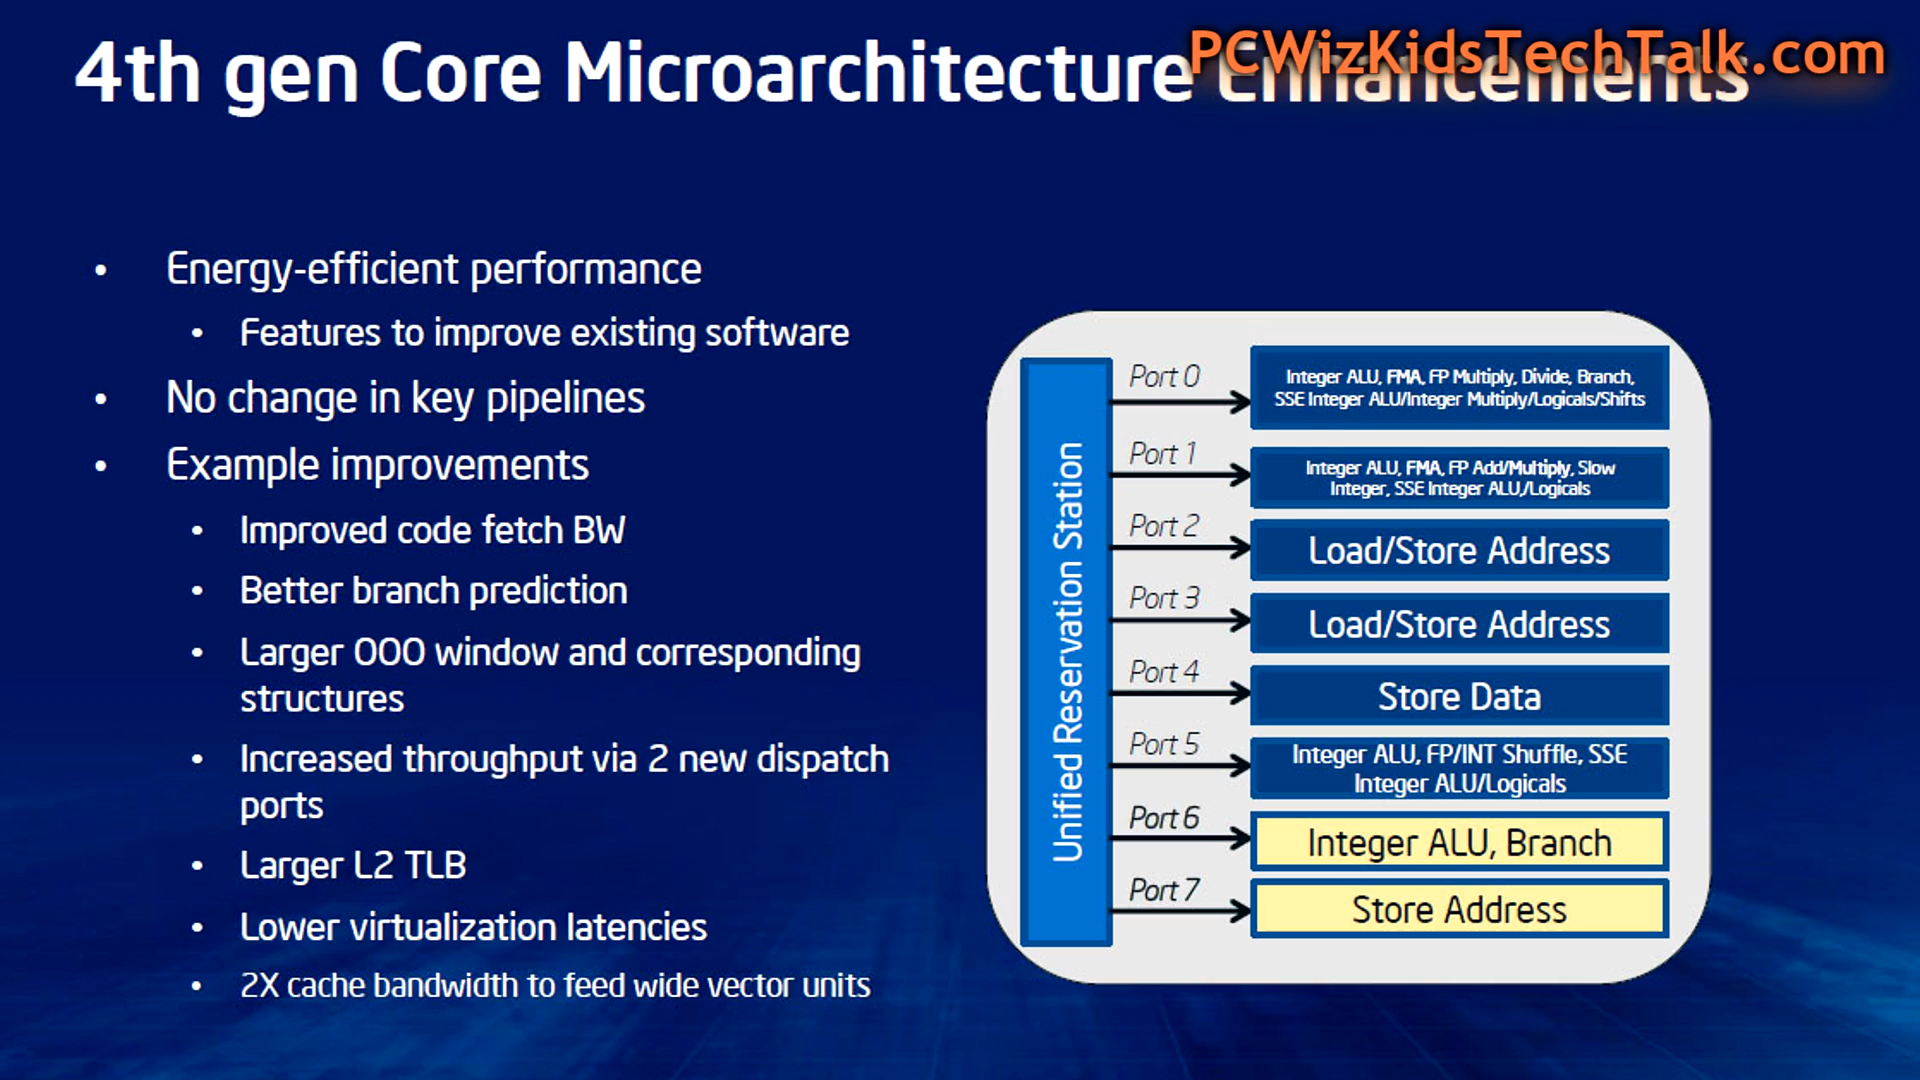 PCWizKidsTechTalk.com
4th gen Core Microarchitecture Enhancements
• Energy-efficient performance
• Features to improve existing software
• No change in key pipelines
• Example improvements
• Improved code fetch BW
• Better branch prediction
• Larger OOO window and corresponding
structures
• Increased throughput via 2 new dispatch
ports
• Larger L2 TLB
• Lower virtualization latencies
• 2X cache bandwidth to feed wide vector units
Unified Reservation Station
Port 0
Integer ALU, FMA, FP Multiply, Divide, Branch,
SSE Integer ALU/Integer Multiply/Logicals/Shifts
Port 1
Integer ALU, FMA, FP Add/Multiply, Slow
Integer, SSE Integer ALU,/Logicals
Port 2
Load/Store Address
Port 3
Load/Store Address
Port 4
Store Data
Port 5
Integer ALU, FP/INT Shuffle, SSE
Integer ALU/Logicals
Port 6
Integer ALU, Branch
Port 7
Store Address